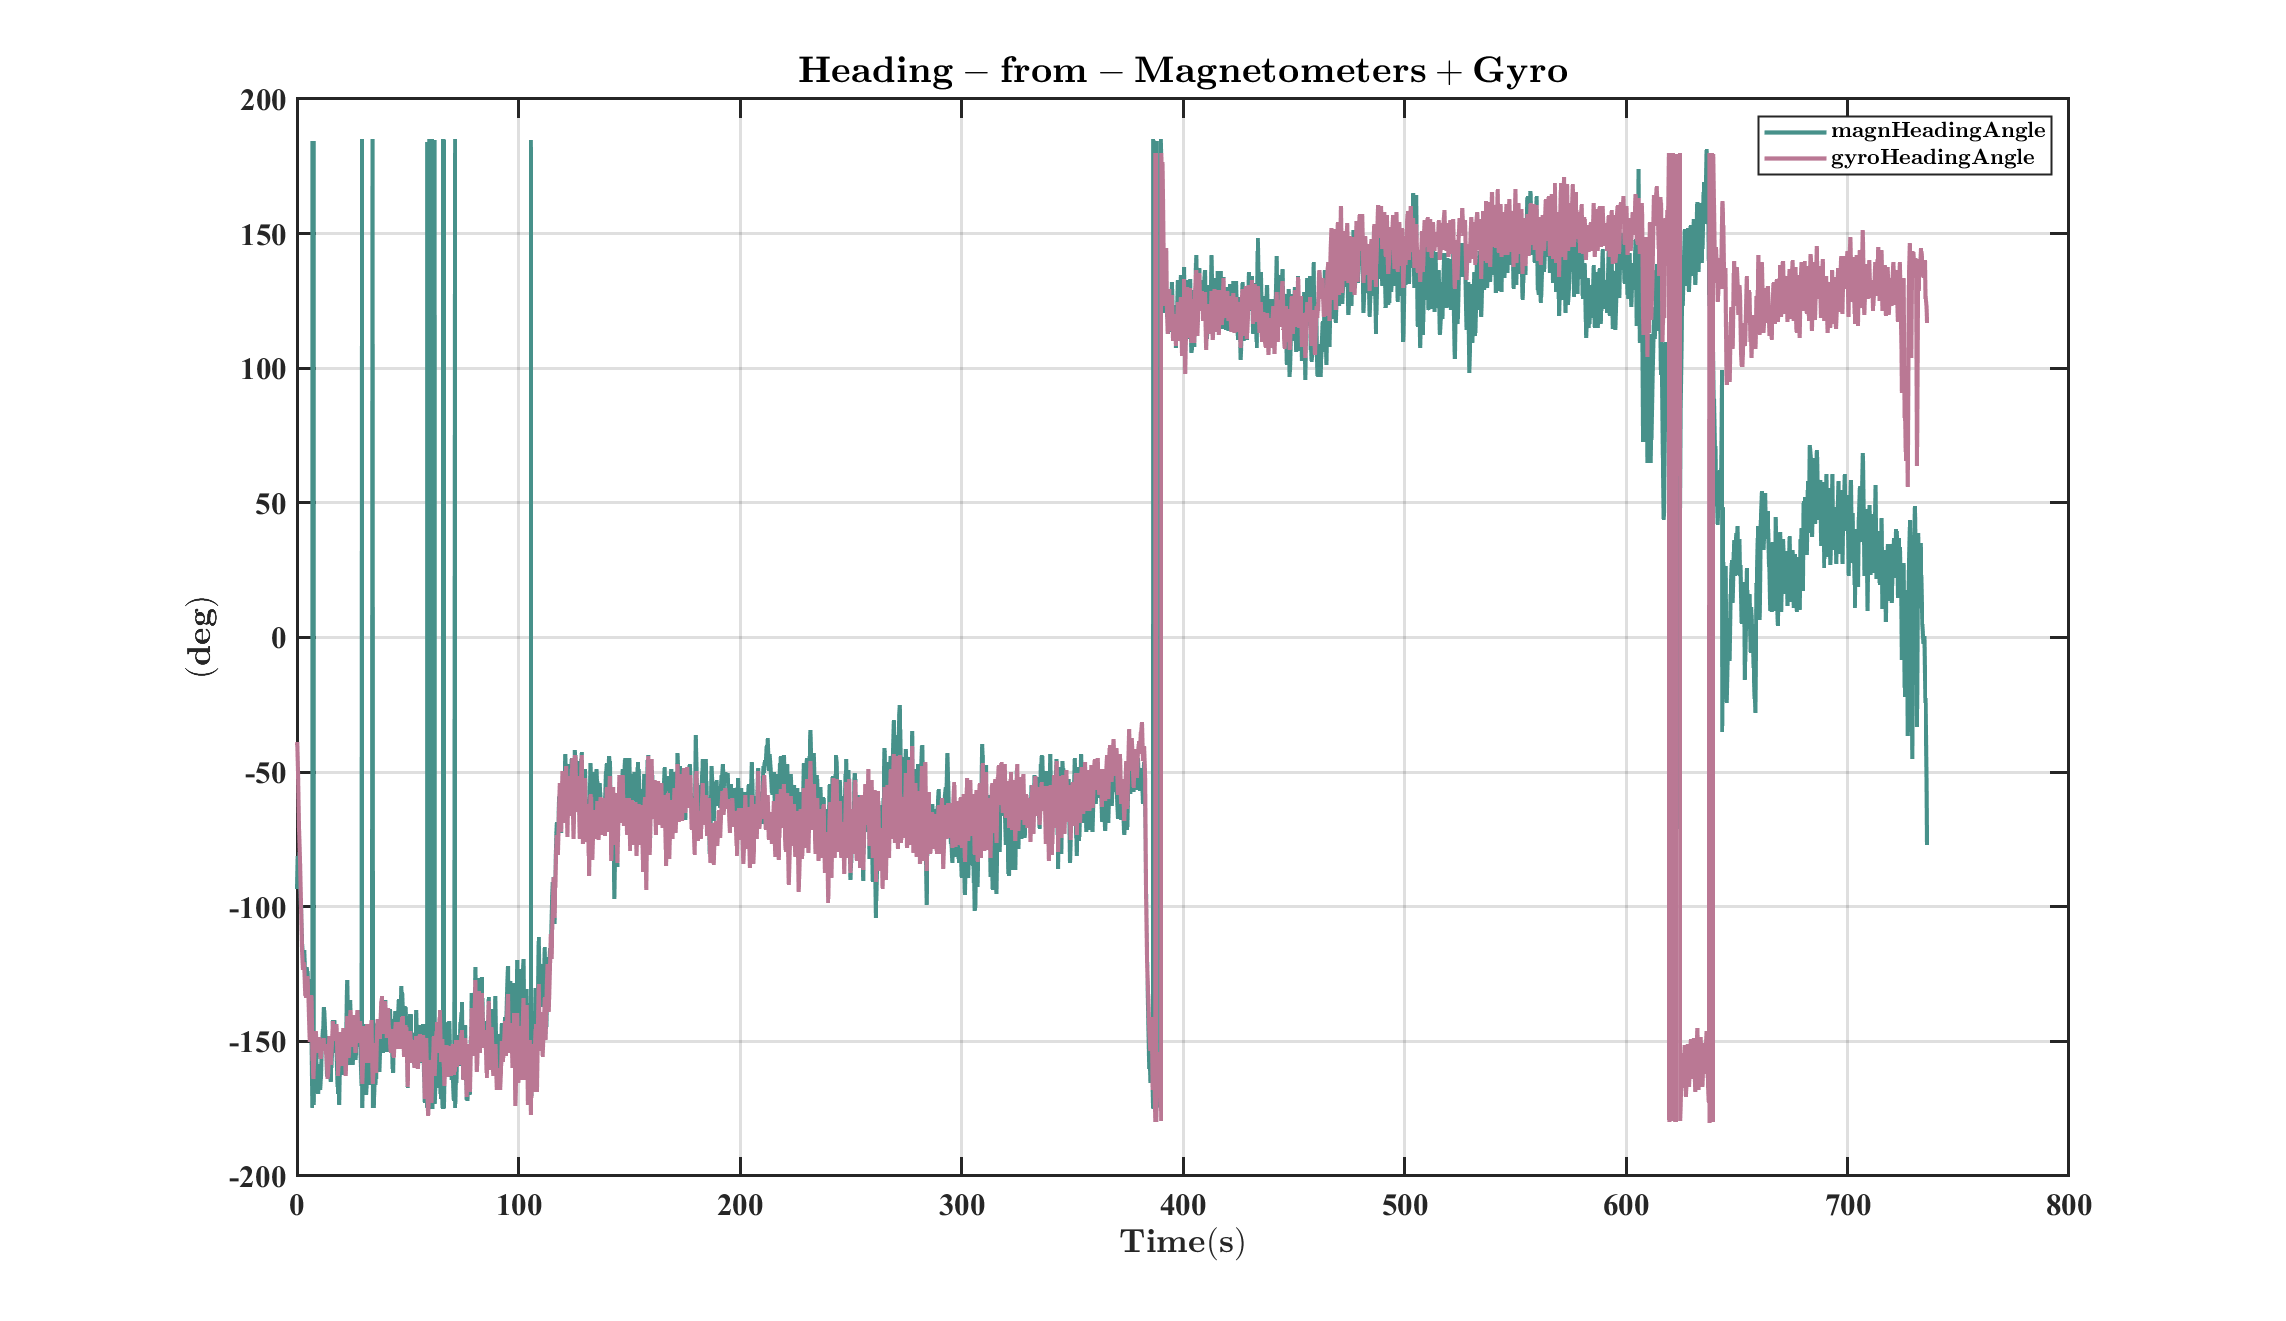 Heading – from – Magnetometers + Gyro
magnHeadingAngle
gyroHeadingAngle
200
150
100
50
0
-50
-100
-150
-200
(deg)
0 100 200 300 400 500 600 700 800
Time(s)